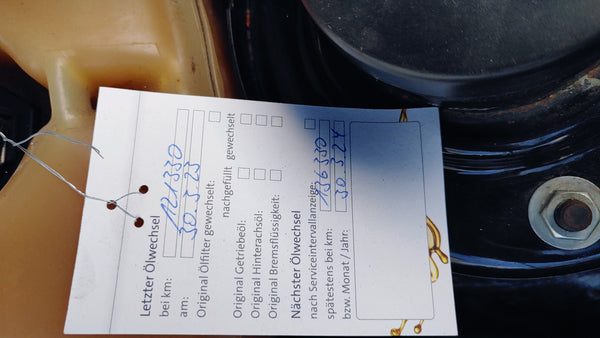 Letzter Ölwechsel
bei km: 121330
am: 30.3.23
Original Ölfilter gewechselt:
nachgefüllt gewechselt
Original Getriebeöl:
Original Hinterachsöl:
Original Bremsflüssigkeit:
Nächster Ölwechsel
nach Serviceintervallanzeige:
spätestens bei km: 136330
bzw. Monat / Jahr: 30.3.24